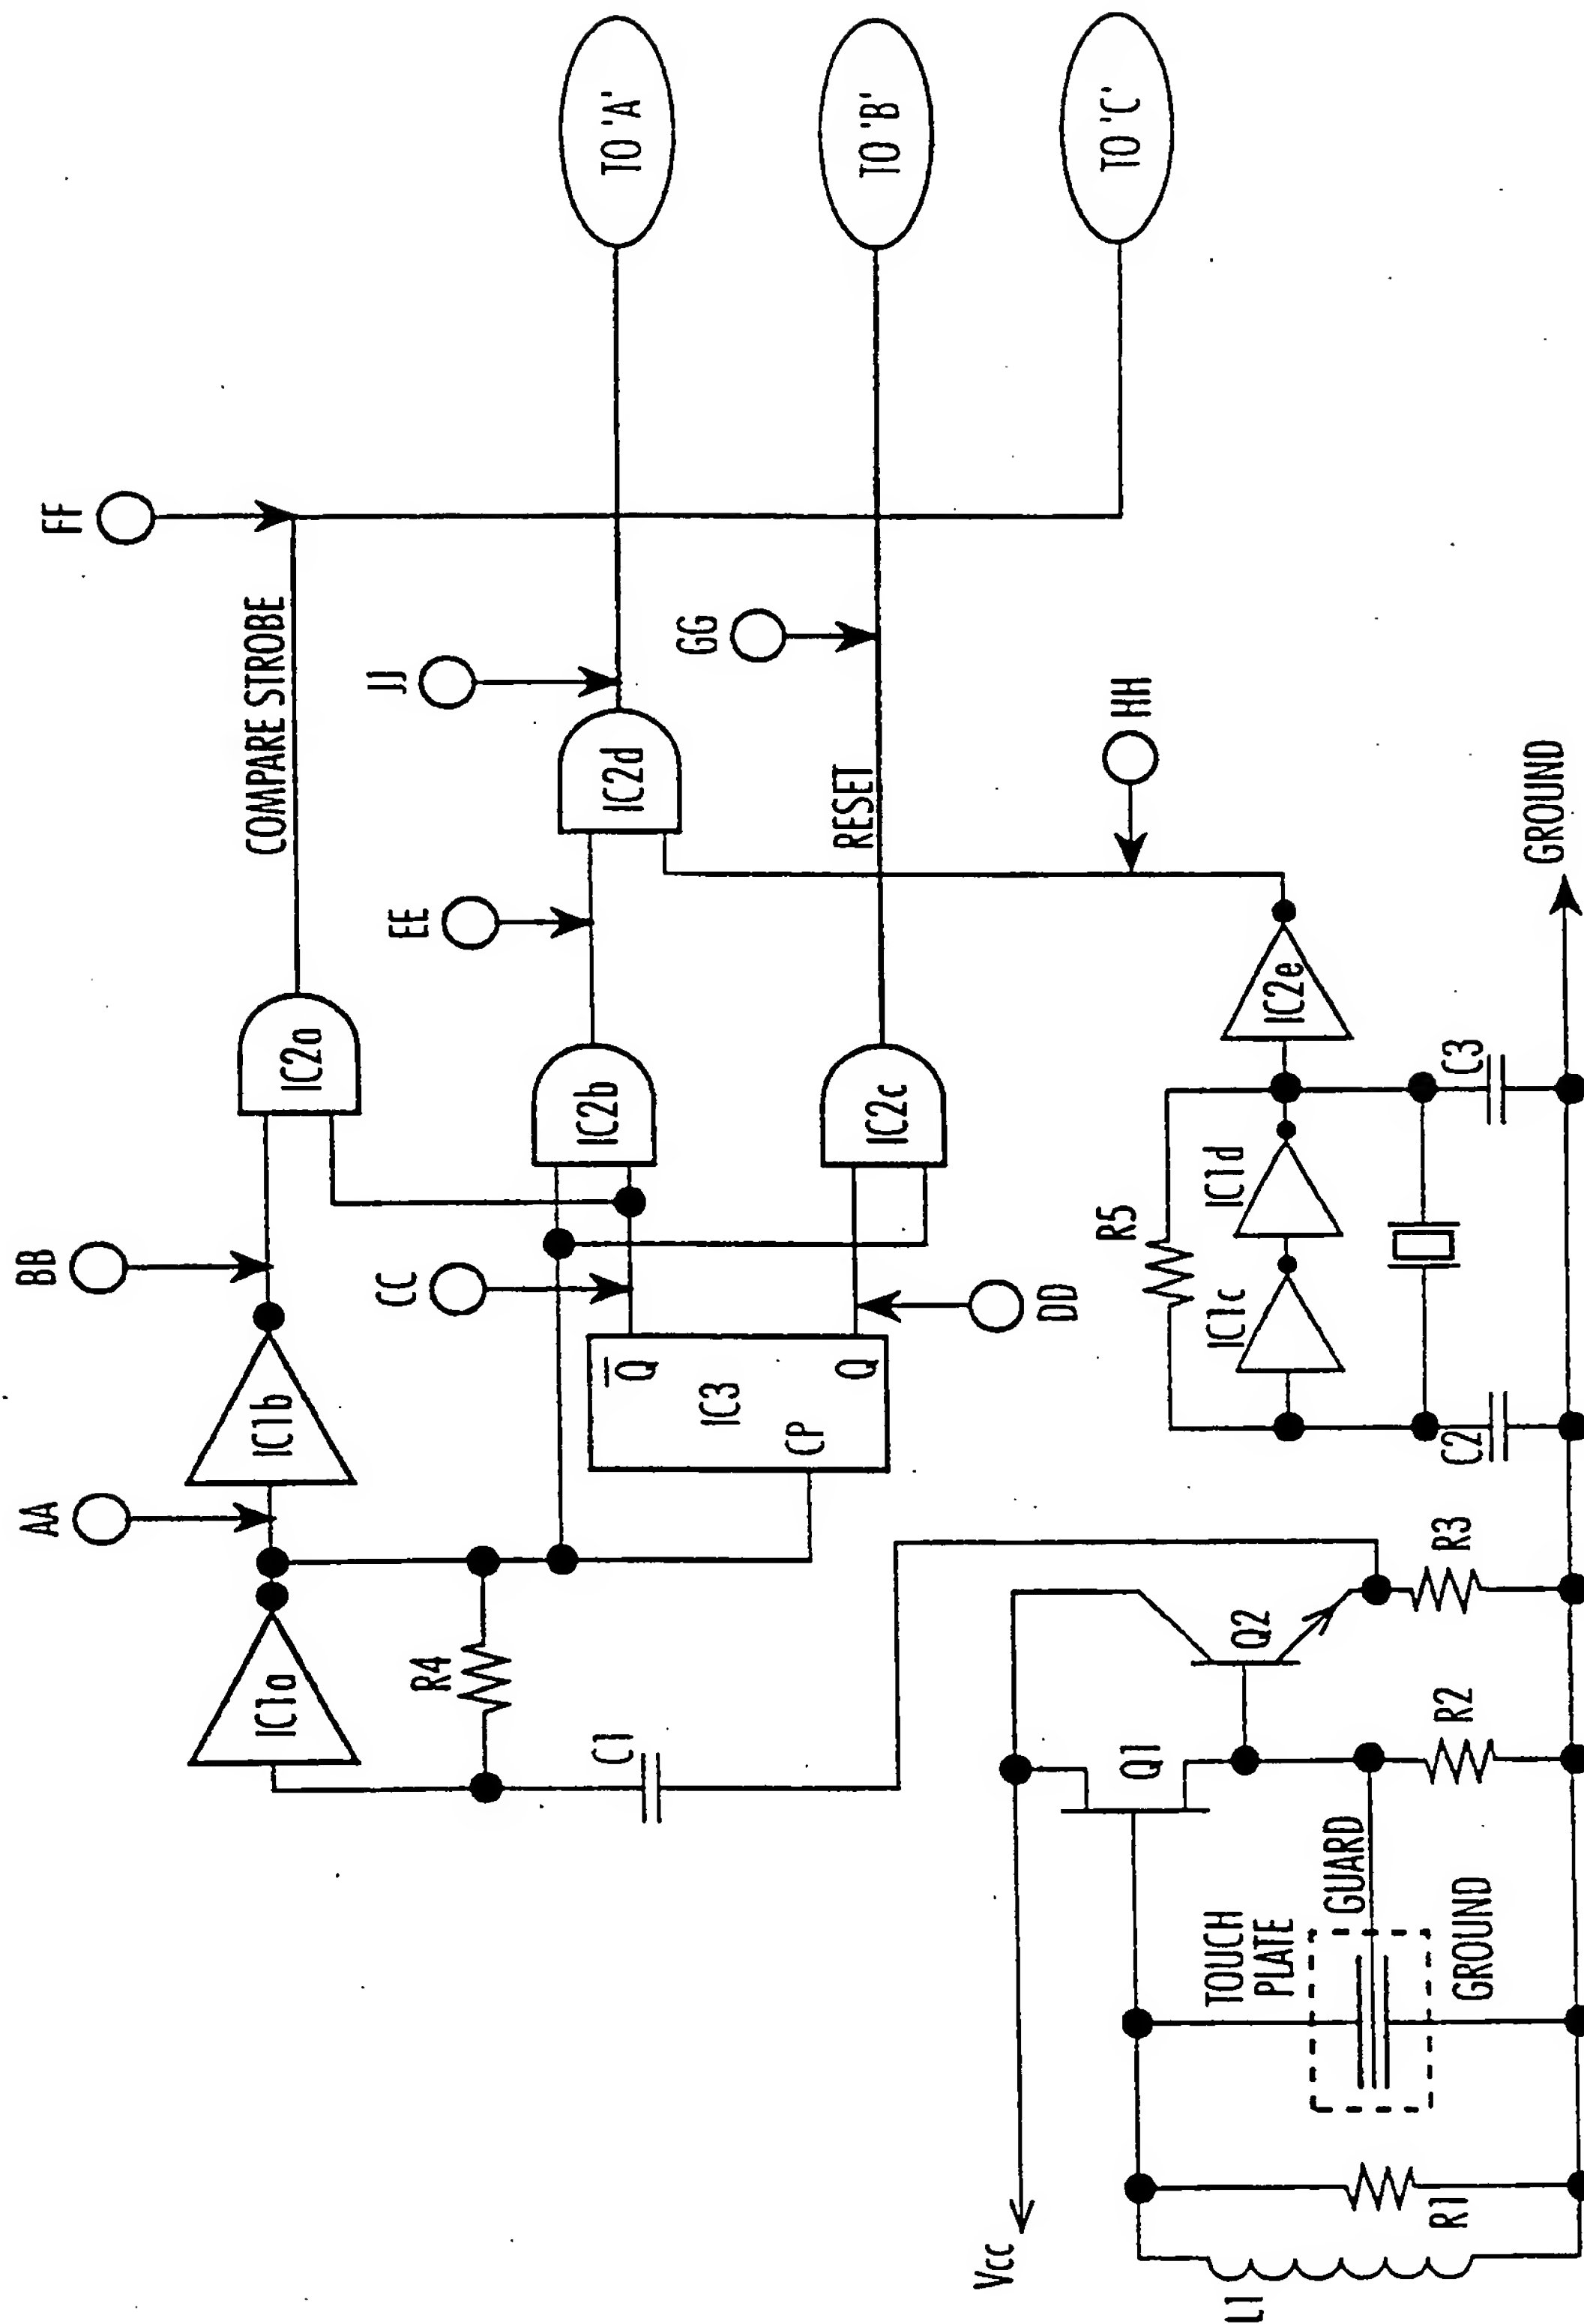 FF
TO 'A'
TO 'B'
TO 'C'
COMPARE STROBE
JJ
GG
BB
IC2a
EE
IC2d
RESET
HH
AA
IC1b
CC
IC2b
IC2c
DD
Q
IC3
CP
Q
IC2e
GROUND
IC1a
R4
R5
IC1c
IC1d
C3
C2
C1
R3
Q2
Q1
R2
GUARD
TOUCH
PLATE
GROUND
Vcc
R1
L1